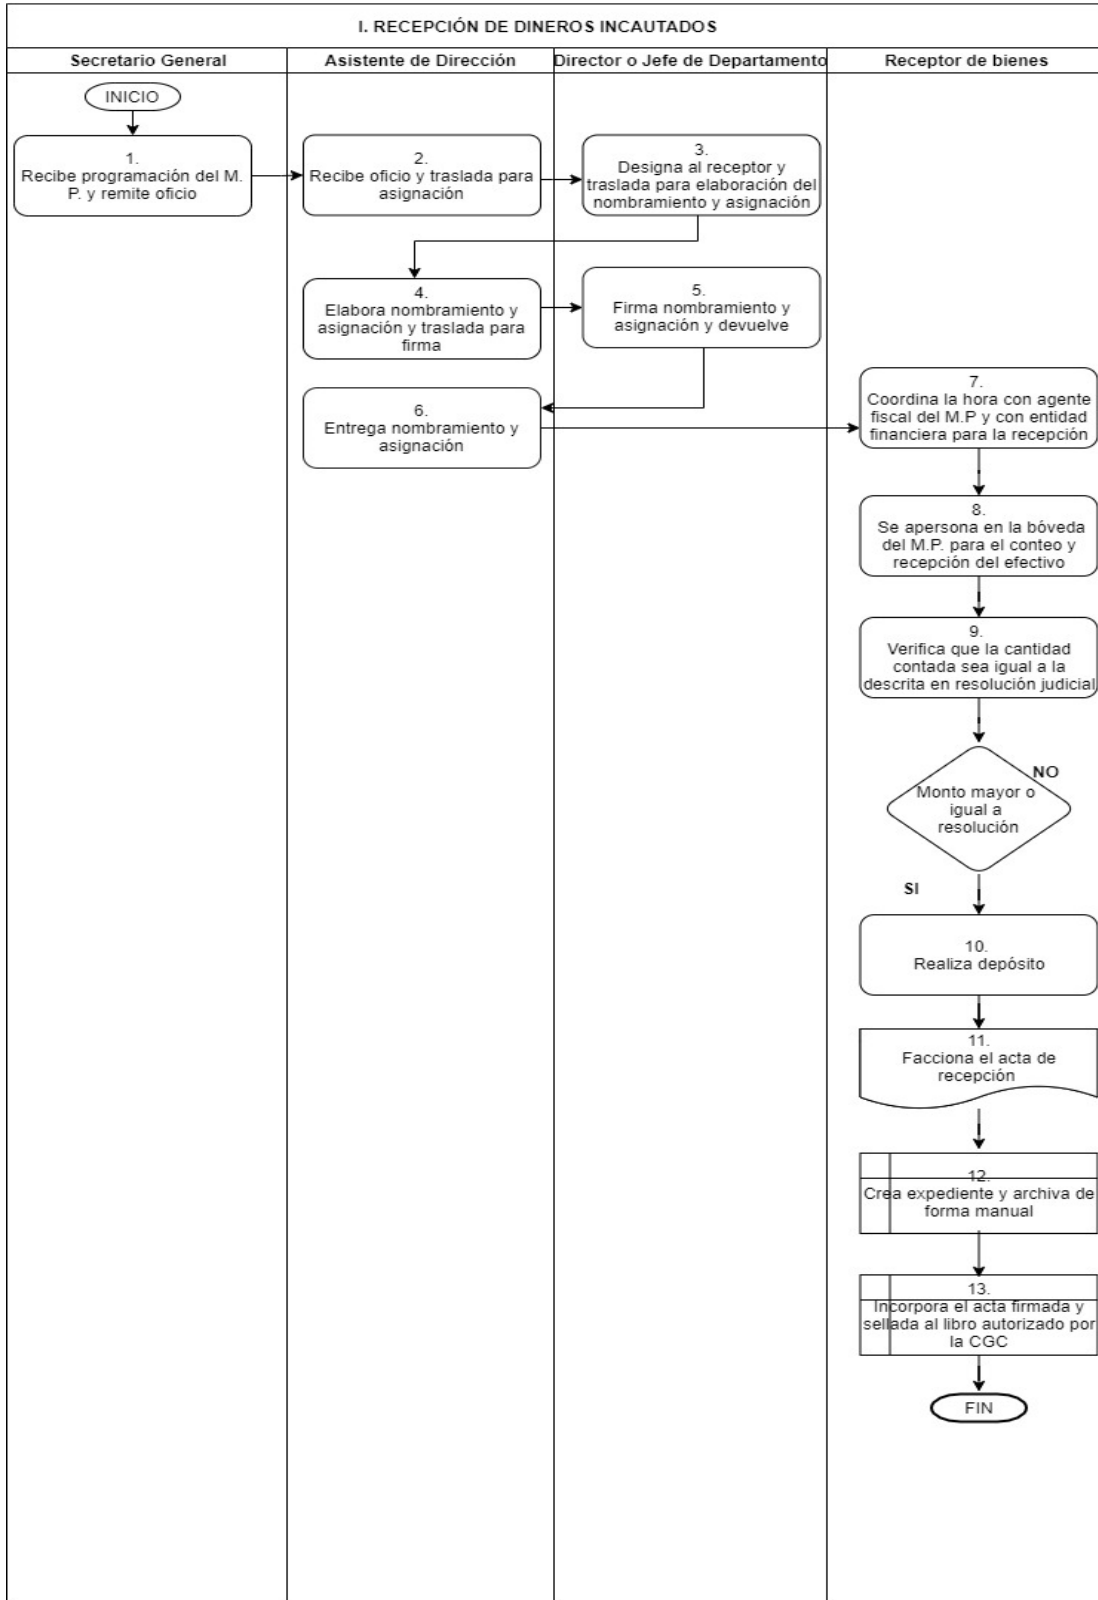 I. RECEPCIÓN DE DINEROS INCAUTADOS
Secretario General
Asistente de Dirección
Director o Jefe de Departamento
Receptor de bienes
INICIO
1.
Recibe programación del M.
P. y remite oficio
2.
Recibe oficio y traslada para
asignación
3.
Designa al receptor y
traslada para elaboración del
nombramiento y asignación
4.
Elabora nombramiento y
asignación y traslada para
firma
5.
Firma nombramiento y
asignación y devuelve
6.
Entrega nombramiento y
asignación
7.
Coordina la hora con agente
fiscal del M.P y con entidad
financiera para la recepción
8.
Se apersona en la bóveda
del M.P. para el conteo y
recepción del efectivo
9.
Verifica que la cantidad
contada sea igual a la
descrita en resolución judicial
NO
Monto mayor o
igual a
resolución
SI
10.
Realiza depósito
11.
Facciona el acta de
recepción
12.
Crea expediente y archiva de
forma manual
13.
Incorpora el acta firmada y
sellada al libro autorizado por
la CGC
FIN